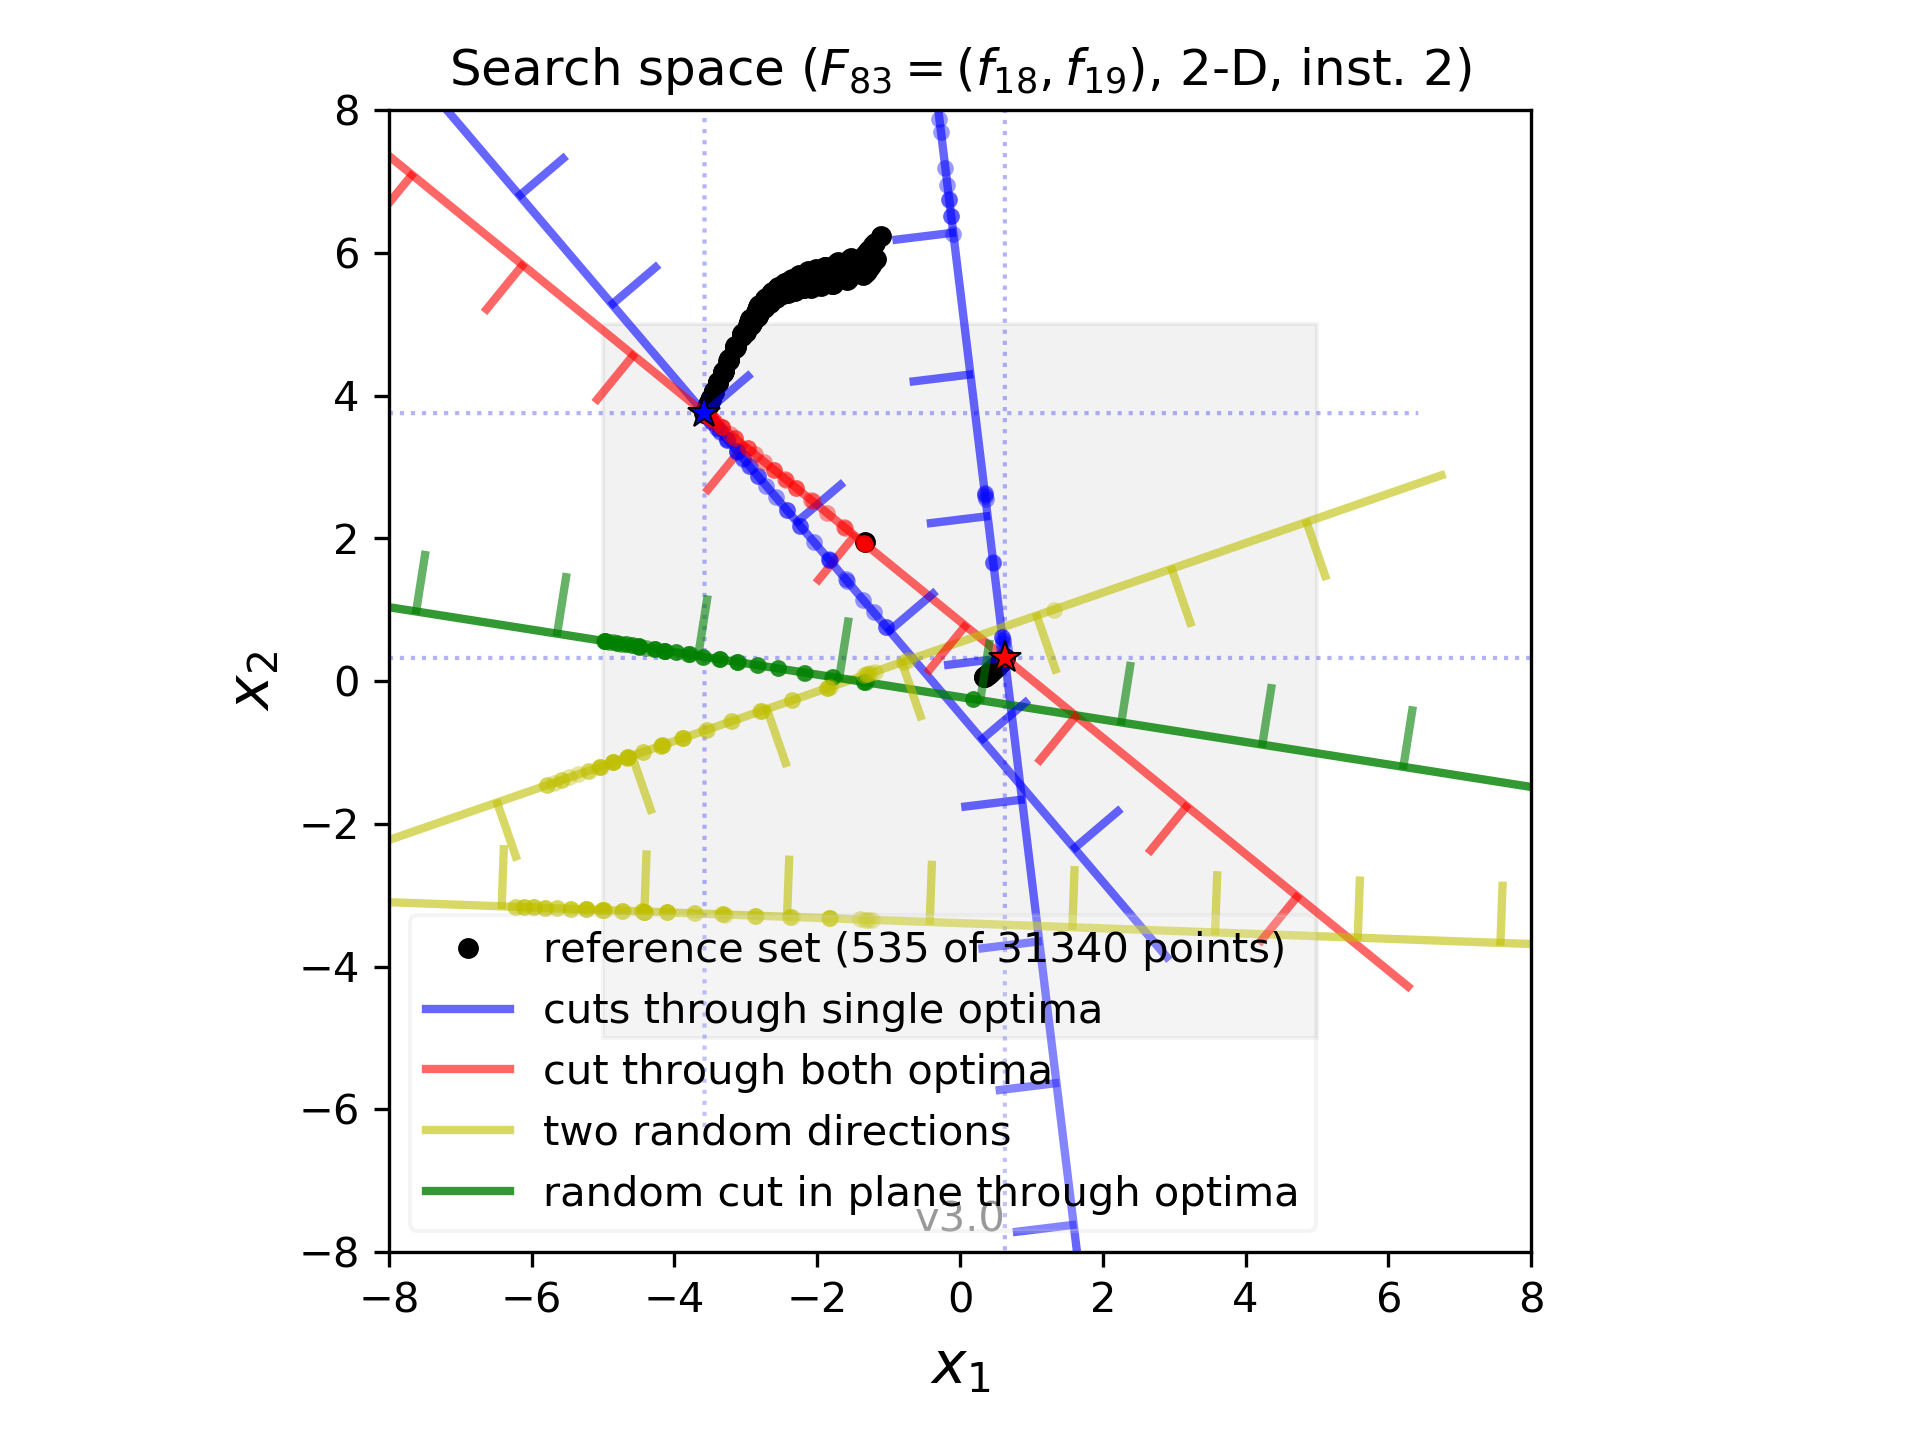 Search space (F83 = (f18, f19), 2-D, inst. 2)
8
6
4
2
0
−2
−4
−6
−8
x2
reference set (535 of 31340 points)
cuts through single optima
cut through both optima
two random directions
random cut in plane through optima
v3.0
−8 −6 −4 −2 0 2 4 6 8
x1